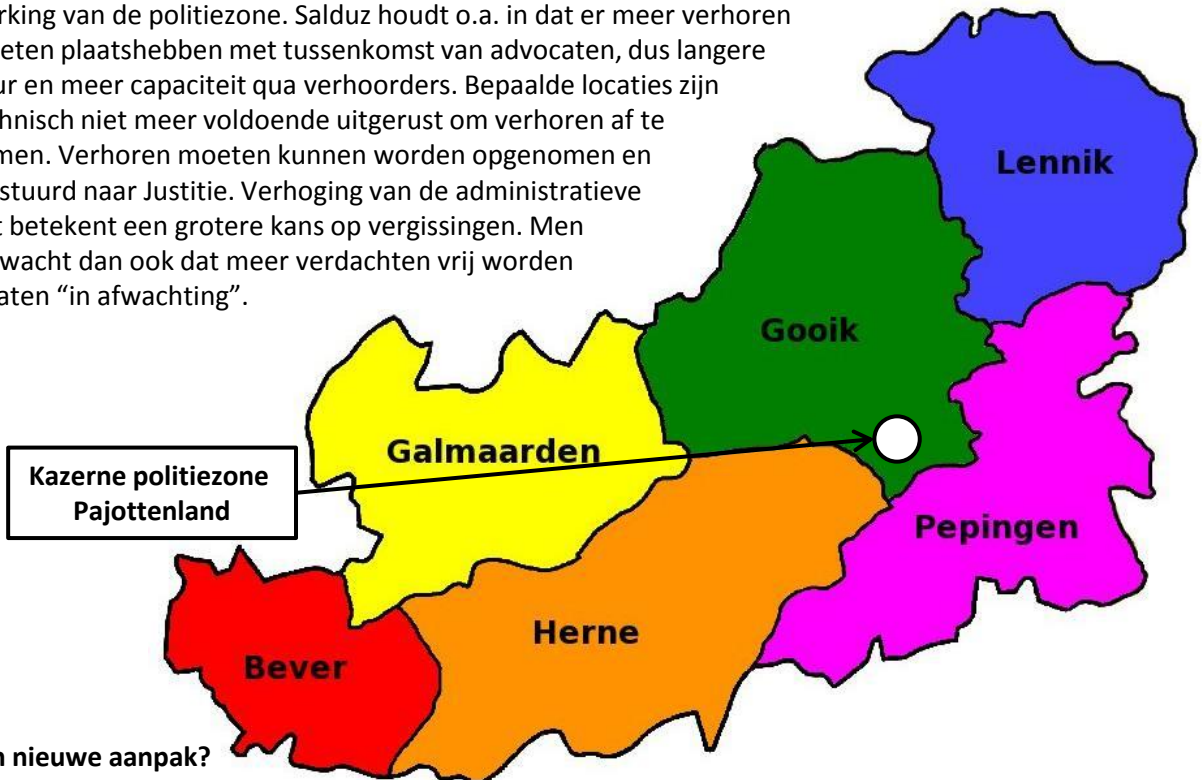 rking van de politiezone. Salduz houdt o.a. in dat er meer verhoren
eten plaatshebben met tussenkomst van advocaten, dus langere
ur en meer capaciteit qua verhoorders. Bepaalde locaties zijn
hnisch niet meer voldoende uitgerust om verhoren af te
men. Verhoren moeten kunnen worden opgenomen en
stuurd naar Justitie. Verhoging van de administratieve
t betekent een grotere kans op vergissingen. Men
wacht dan ook dat meer verdachten vrij worden
aten “in afwachting”.
Lennik
Gooik
Galmaarden
Kazerne politiezone
Pajottenland
Pepingen
Herne
Bever
n nieuwe aanpak?